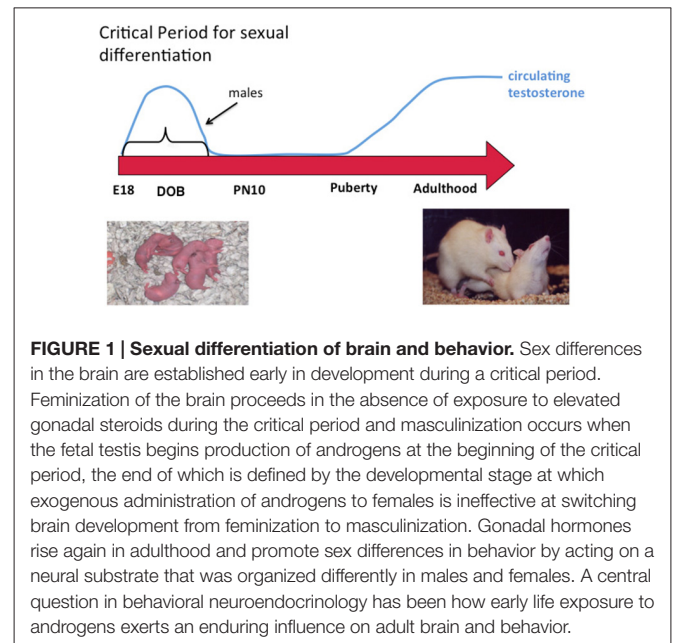 Critical Period for sexual
differentiation
males
circulating
testosterone
E18 DOB PN10 Puberty Adulthood
FIGURE 1 | Sexual differentiation of brain and behavior. Sex differences
in the brain are established early in development during a critical period.
Feminization of the brain proceeds in the absence of exposure to elevated
gonadal steroids during the critical period and masculinization occurs when
the fetal testis begins production of androgens at the beginning of the critical
period, the end of which is defined by the developmental stage at which
exogenous administration of androgens to females is ineffective at switching
brain development from feminization to masculinization. Gonadal hormones
rise again in adulthood and promote sex differences in behavior by acting on a
neural substrate that was organized differently in males and females. A central
question in behavioral neuroendocrinology has been how early life exposure to
androgens exerts an enduring influence on adult brain and behavior.